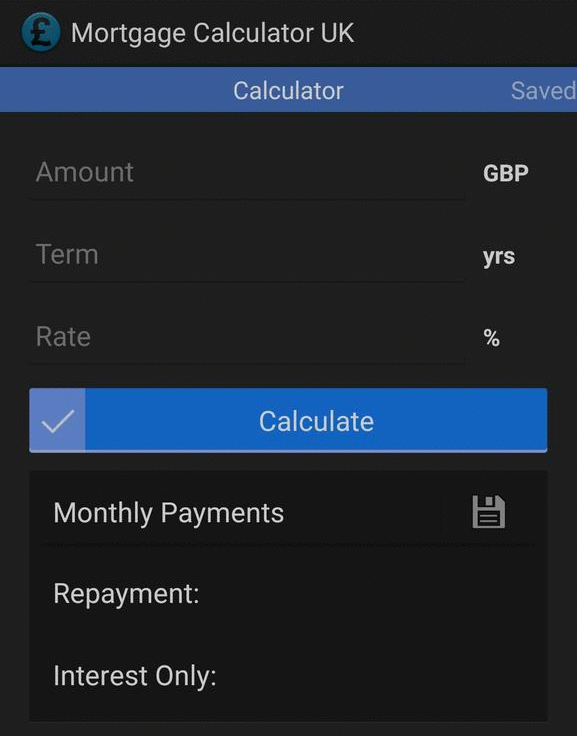 Mortgage Calculator UK
Calculator Saved
Amount GBP
Term yrs
Rate %
Calculate
Monthly Payments
Repayment:
Interest Only: